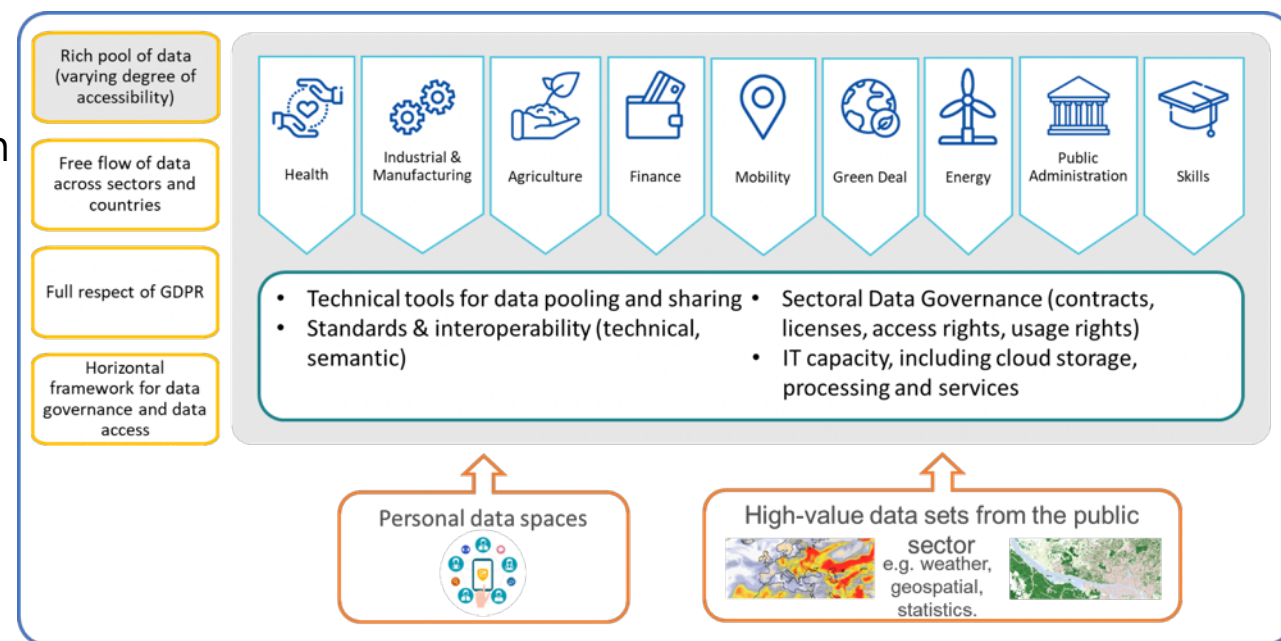 Rich pool of data
(varying degree of
accessibility)
n
Free flow of data
across sectors and
countries
Full respect of GDPR
Horizontal
framework for data
governance and data
access
Health
Industrial &
Manufacturing
Agriculture
Finance
Mobility
Green Deal
Energy
Public
Administration
Skills
• Technical tools for data pooling and sharing
• Standards & interoperability (technical,
semantic)
• Sectoral Data Governance (contracts,
licenses, access rights, usage rights)
• IT capacity, including cloud storage,
processing and services
Personal data spaces
High-value data sets from the public
sector
e.g. weather,
geospatial,
statistics.